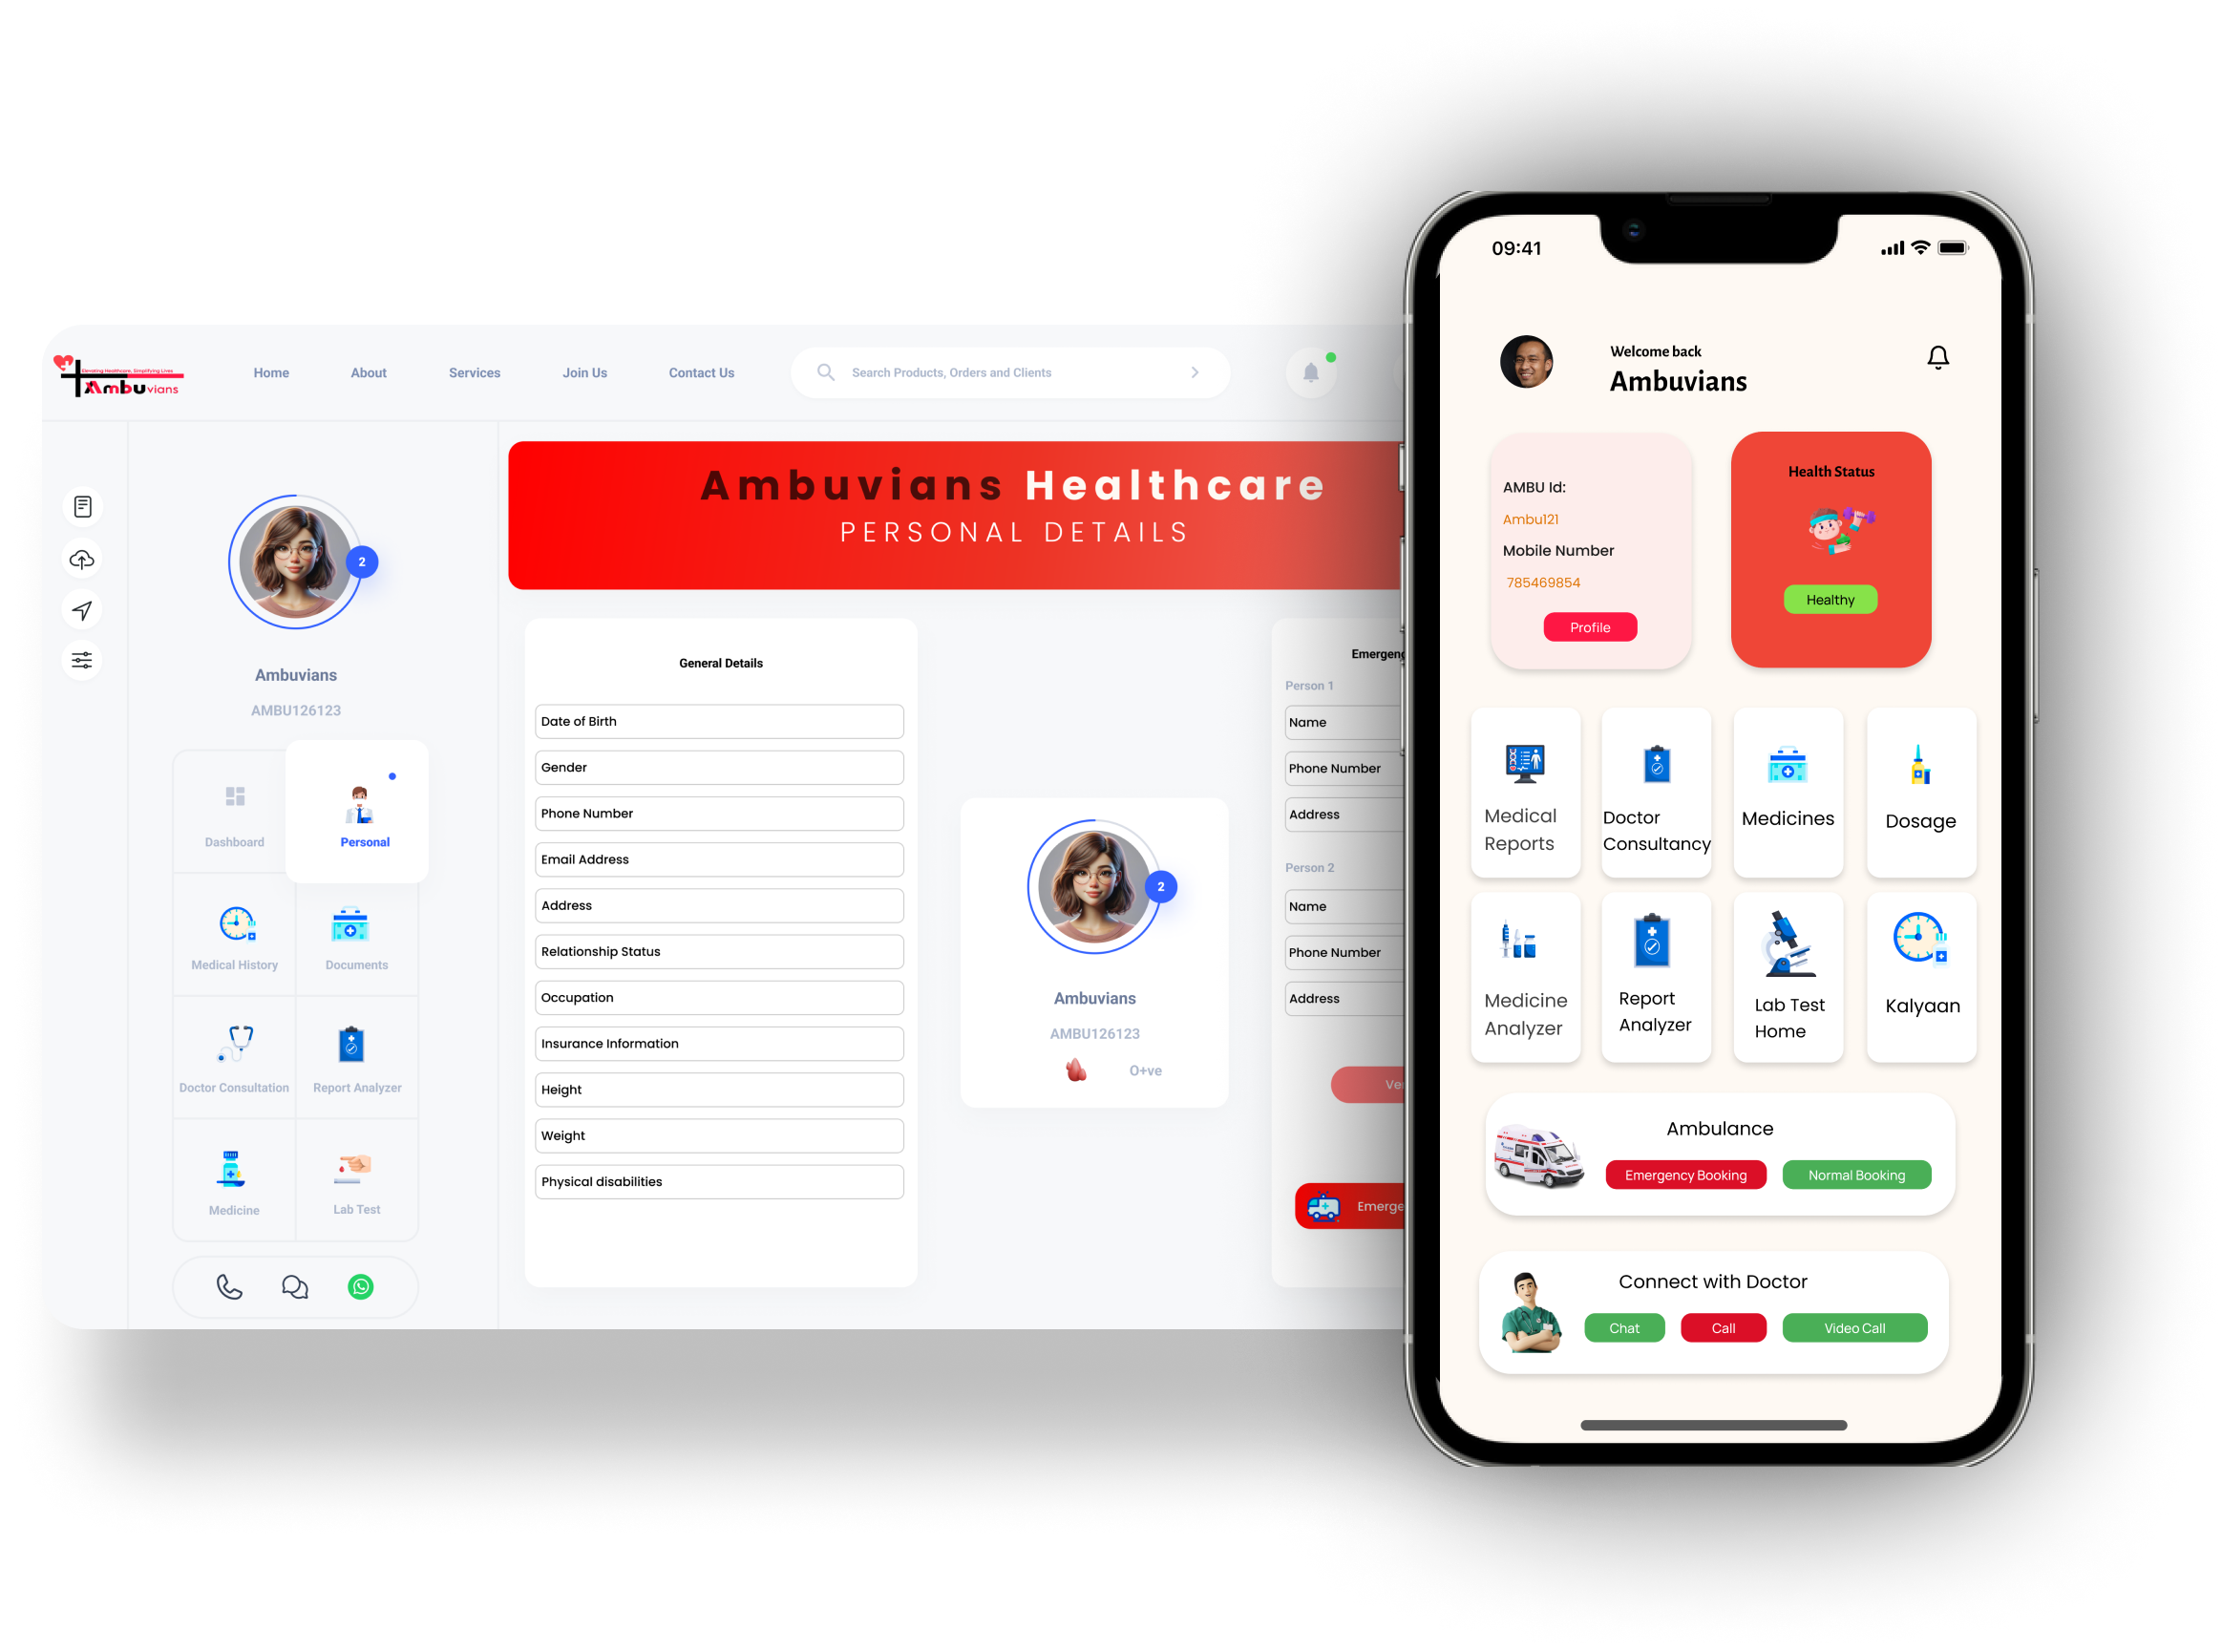 Elevating Healthcare, Simplifying Lives
Ambuvians
Home
About
Services
Join Us
Contact Us
Search Products, Orders and Clients
2
Ambuvians
AMBU126123
Dashboard
Personal
Medical History
Documents
Doctor Consultation
Report Analyzer
Medicine
Lab Test
Ambuvians Healthcare
PERSONAL DETAILS
General Details
Date of Birth
Gender
Phone Number
Email Address
Address
Relationship Status
Occupation
Insurance Information
Height
Weight
Physical disabilities
2
Ambuvians
AMBU126123
O+ve
Emergenc
Person 1
Name
Phone Number
Address
Person 2
Name
Phone Number
Address
Ve
Emerge
09:41
Welcome back
Ambuvians
AMBU Id:
Ambu121
Mobile Number
785469854
Profile
Health Status
Healthy
Medical
Reports
Doctor
Consultancy
Medicines
Dosage
Medicine
Analyzer
Report
Analyzer
Lab Test
Home
Kalyaan
Ambulance
Emergency Booking
Normal Booking
Connect with Doctor
Chat
Call
Video Call